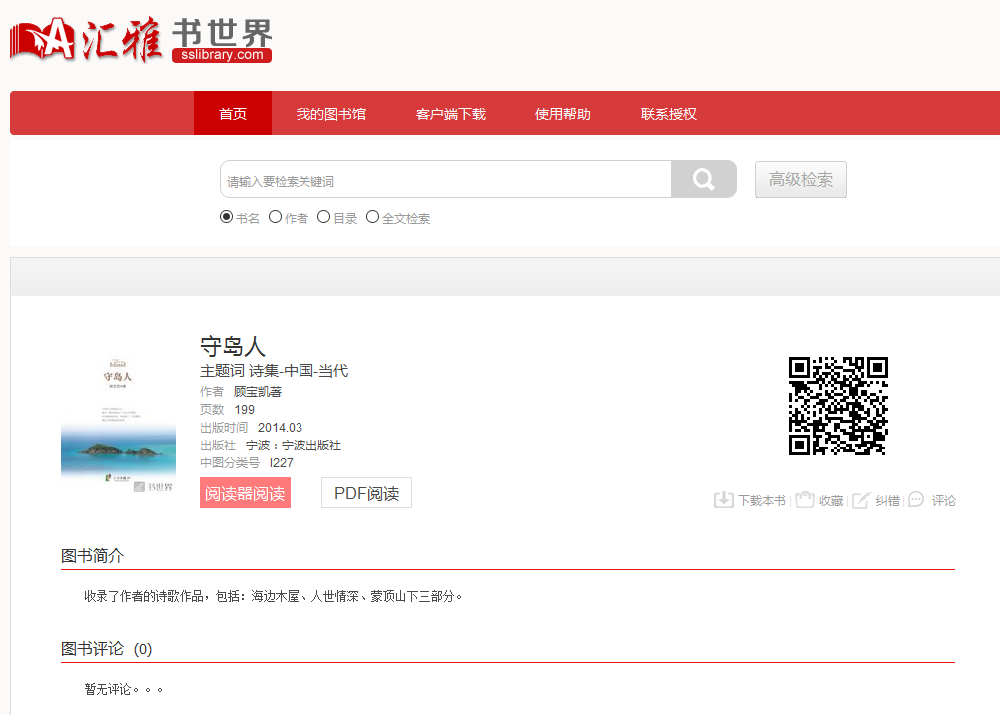 汇雅 书世界
sslibrary.com
首页 我的图书馆 客户端下载 使用帮助 联系授权
请输入要检索关键词
高级检索
书名 作者 目录 全文检索
守岛人
主题词 诗集-中国-当代
作者 顾宝凯著
页数 199
出版时间 2014.03
出版社 宁波：宁波出版社
中图分类号 I227
守岛人
书世界
阅读器阅读 PDF阅读
下载本书 收藏 纠错 评论
图书简介
收录了作者的诗歌作品，包括：海边木屋、人世情深、蒙顶山下三部分。
图书评论 (0)
暂无评论。。。